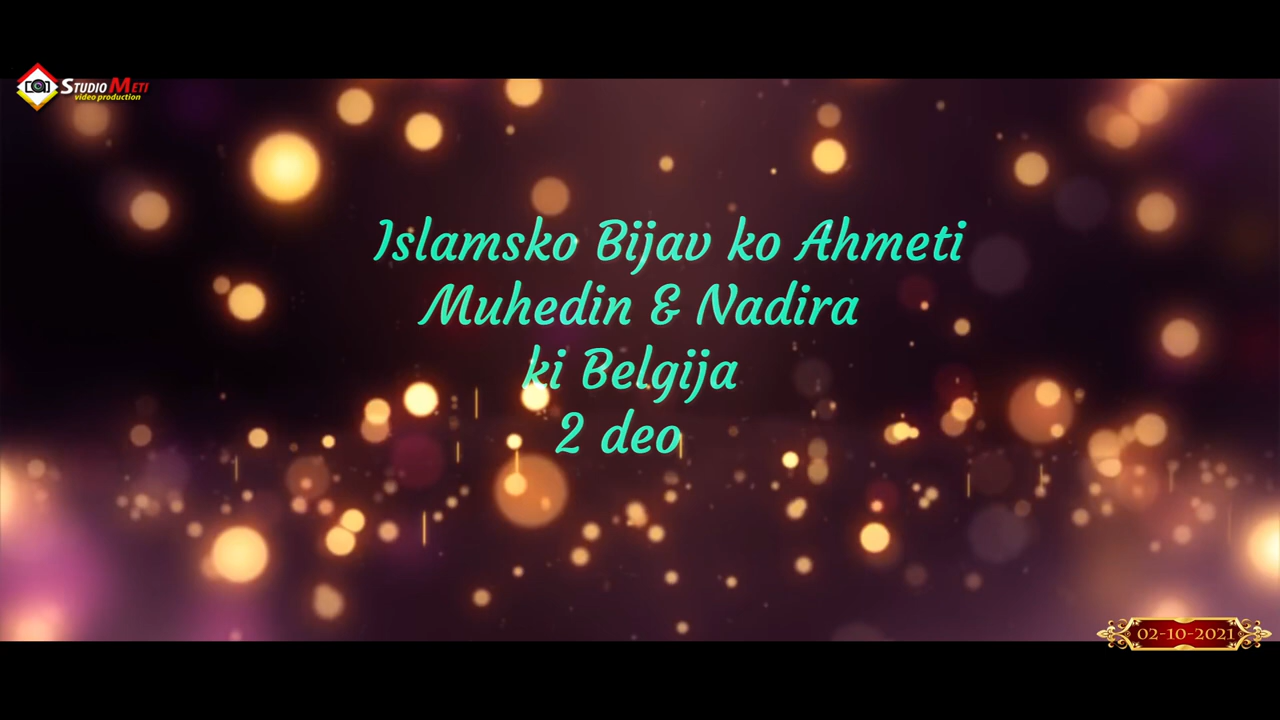 STUDIO METI
video production
Islamsko Bijav ko Ahmeti
Muhedin & Nadira
ki Belgija
2 deo
02-10-2021